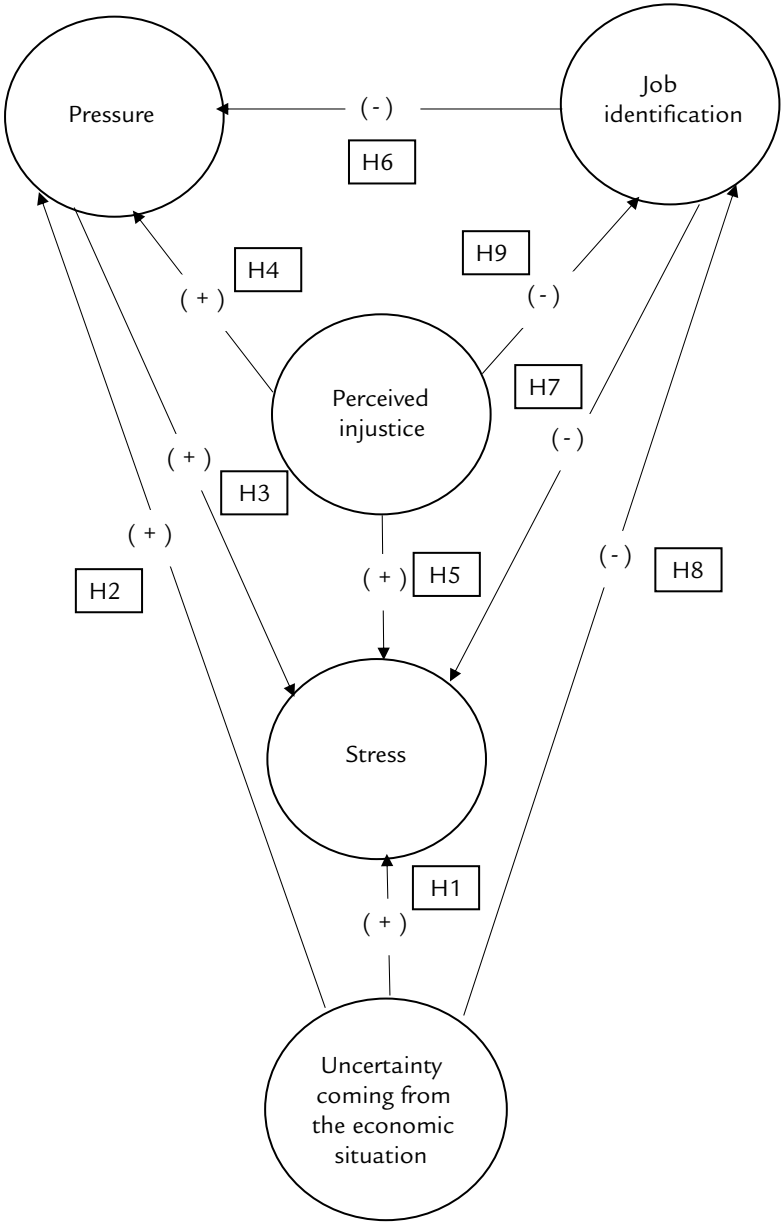 Pressure
Job
identification
( - )
H6
H4
H9
( + )
( - )
Perceived
injustice
H7
( - )
( + )
H3
( + )
H2
( + )
H5
( - )
H8
Stress
H1
( + )
Uncertainty
coming from
the economic
situation